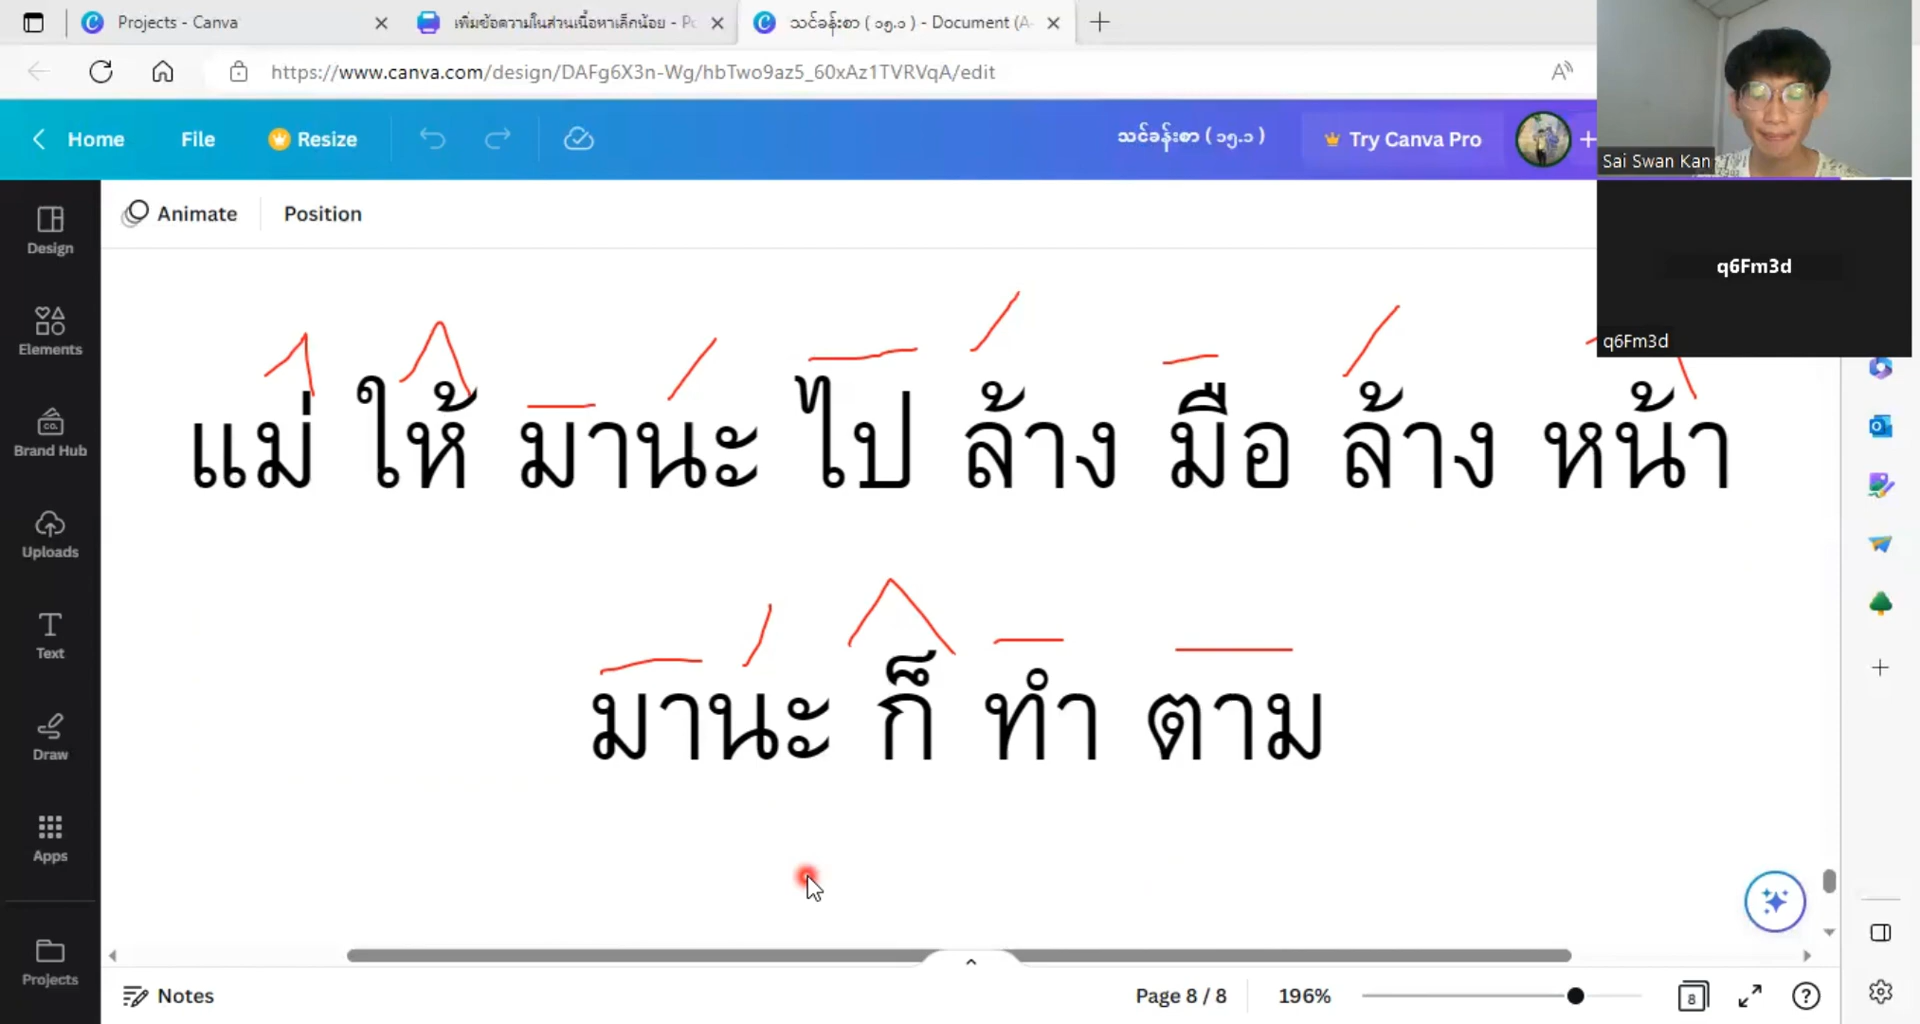 Projects - Canva
เพิ่มข้อความในส่วนเนื้อหาเล็กน้อย - Po
သင်ခန်းစာ ( ၁၅.၁ ) - Document (A
https://www.canva.com/design/DAFg6X3n-Wg/hbTwo9az5_60xAz1TVRVqA/edit
Home
File
Resize
သင်ခန်းစာ ( ၁၅.၁ )
Try Canva Pro
Sai Swan Kan
Animate
Position
q6Fm3d
q6Fm3d
Design
Elements
Brand Hub
Uploads
Text
Draw
Apps
Projects
แม่ ให้ มานะ ไป ล้าง มือ ล้าง หน้า
มานะ ก็ ทำ ตาม
Notes
Page 8 / 8
196%
8